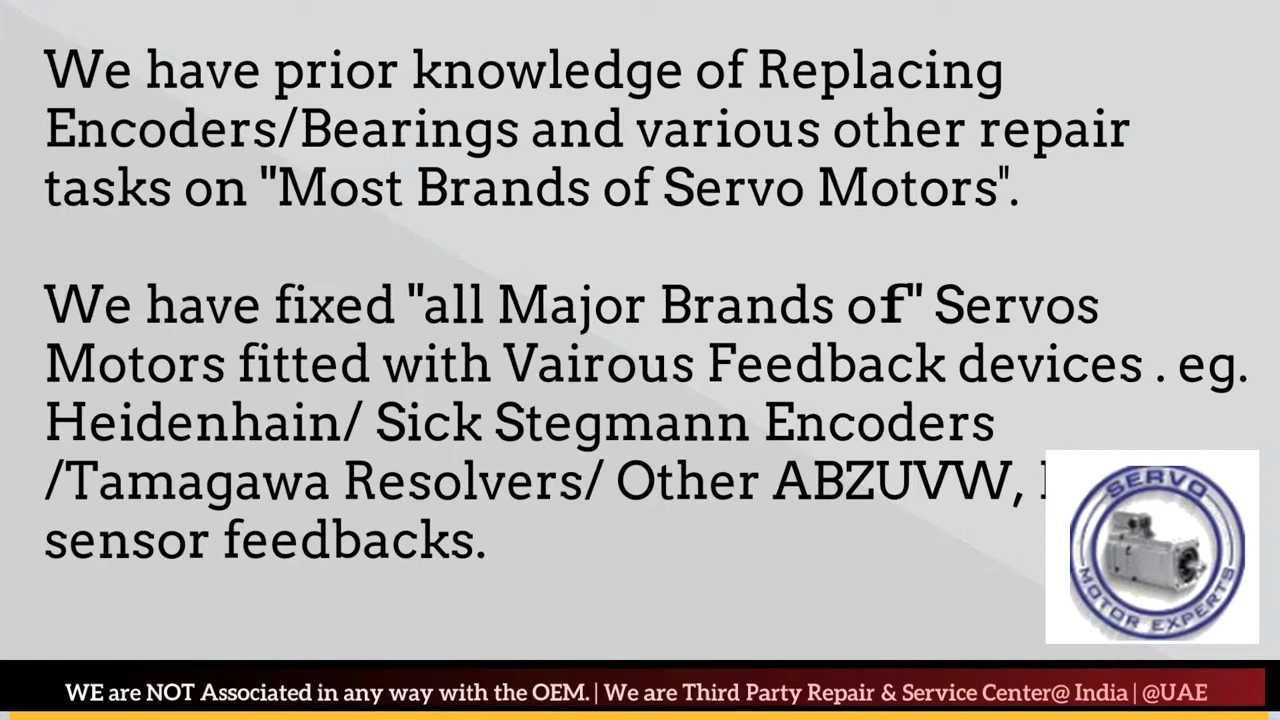 We have prior knowledge of Replacing
Encoders/Bearings and various other repair
tasks on "Most Brands of Servo Motors".
We have fixed "all Major Brands of" Servos
Motors fitted with Vairous Feedback devices . eg.
Heidenhain/ Sick Stegmann Encoders
/Tamagawa Resolvers/ Other ABZUVW,
sensor feedbacks.
SERVO
MOTOR EXPERTS
WE are NOT Associated in any way with the OEM. | We are Third Party Repair & Service Center@ India | @UAE